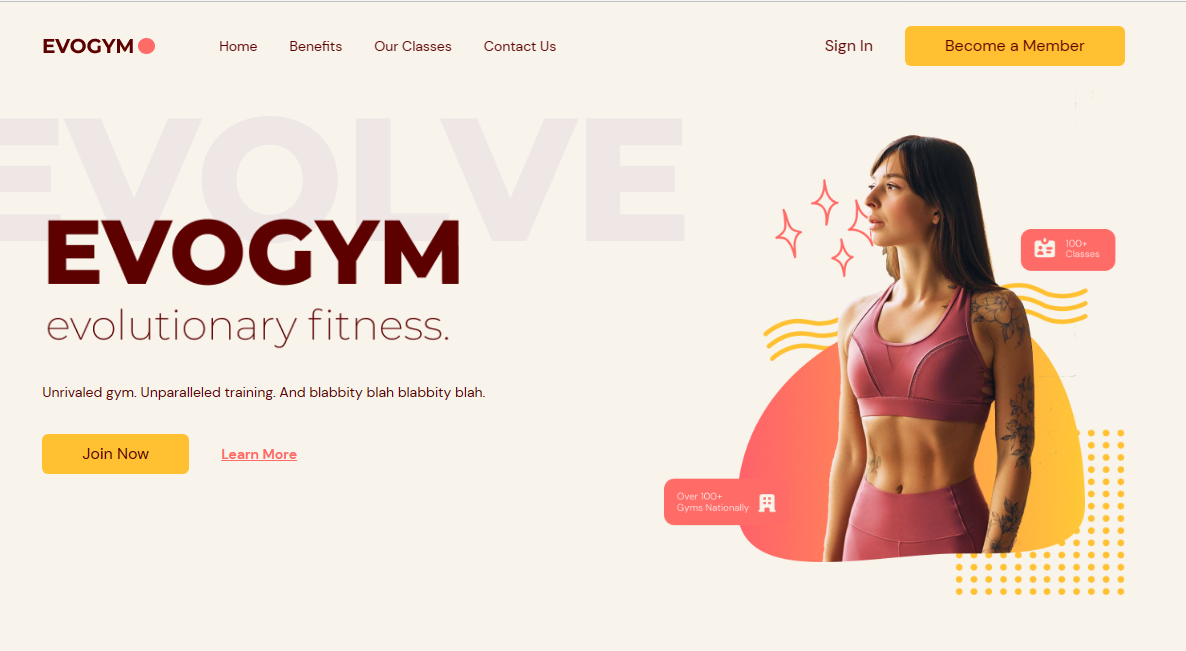 EVOGYM
Home Benefits Our Classes Contact Us
Sign In
Become a Member
EVOLVE
EVOGYM
evolutionary fitness.
Unrivaled gym. Unparalleled training. And blabbity blah blabbity blah.
Join Now
Learn More
100+
Classes
Over 100+
Gyms Nationally